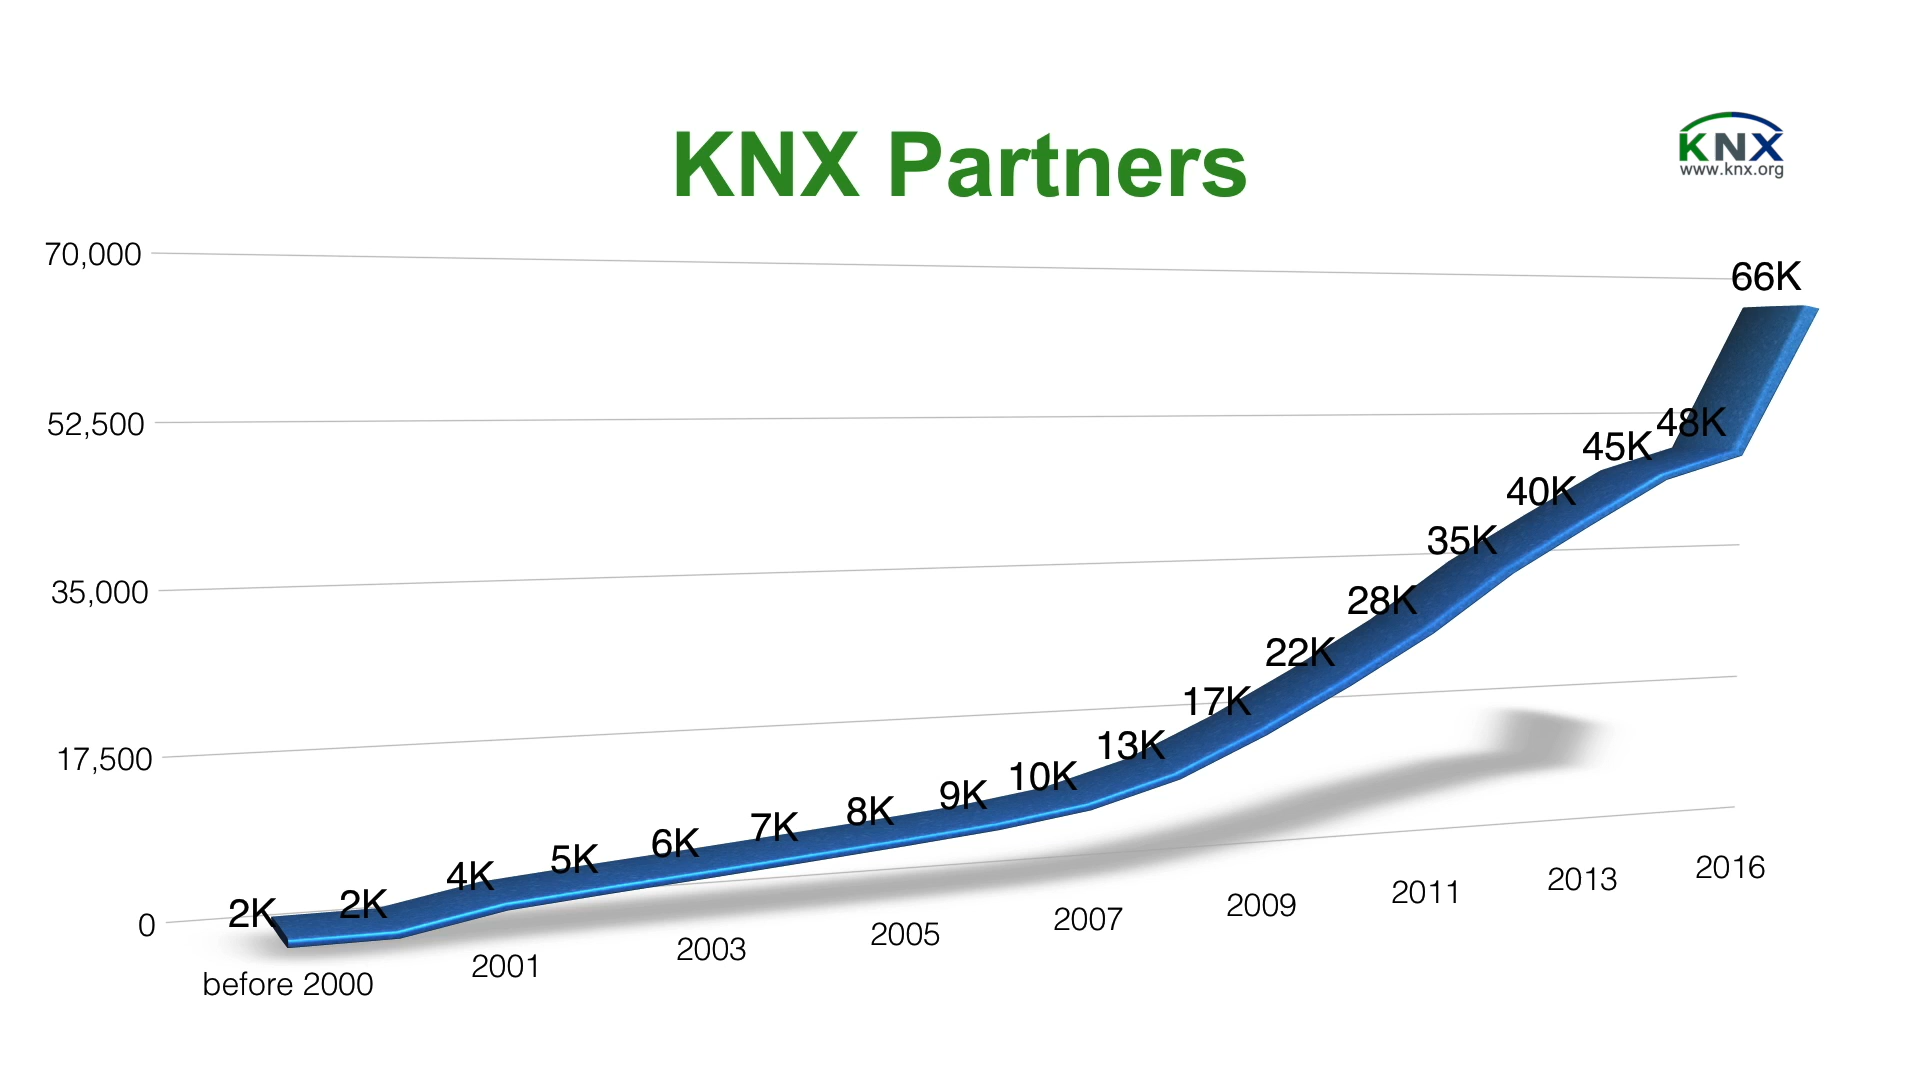 KNX Partners
KNX
www.knx.org
70,000
52,500
35,000
17,500
0
2K
2K
4K
5K
6K
7K
8K
9K
10K
13K
17K
22K
28K
35K
40K
45K
48K
66K
before 2000
2001
2003
2005
2007
2009
2011
2013
2016